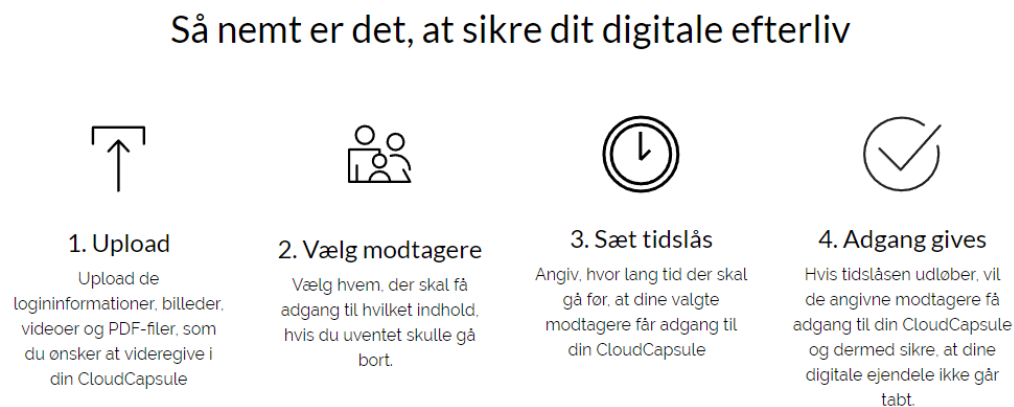 Så nemt er det, at sikre dit digitale efterliv
1. Upload
Upload de
logininformationer, billeder,
videoer og PDF-filer, som
du ønsker at videregive i
din CloudCapsule
2. Vælg modtagere
Vælg hvem, der skal få
adgang til hvilket indhold,
hvis du uventet skulle gå
bort.
3. Sæt tidslås
Angiv, hvor lang tid der skal
gå før, at dine valgte
modtagere får adgang til
din CloudCapsule
4. Adgang gives
Hvis tidslåsen udløber, vil
de angivne modtagere få
adgang til din CloudCapsule
og dermed sikre, at dine
digitale ejendele ikke går
tabt.